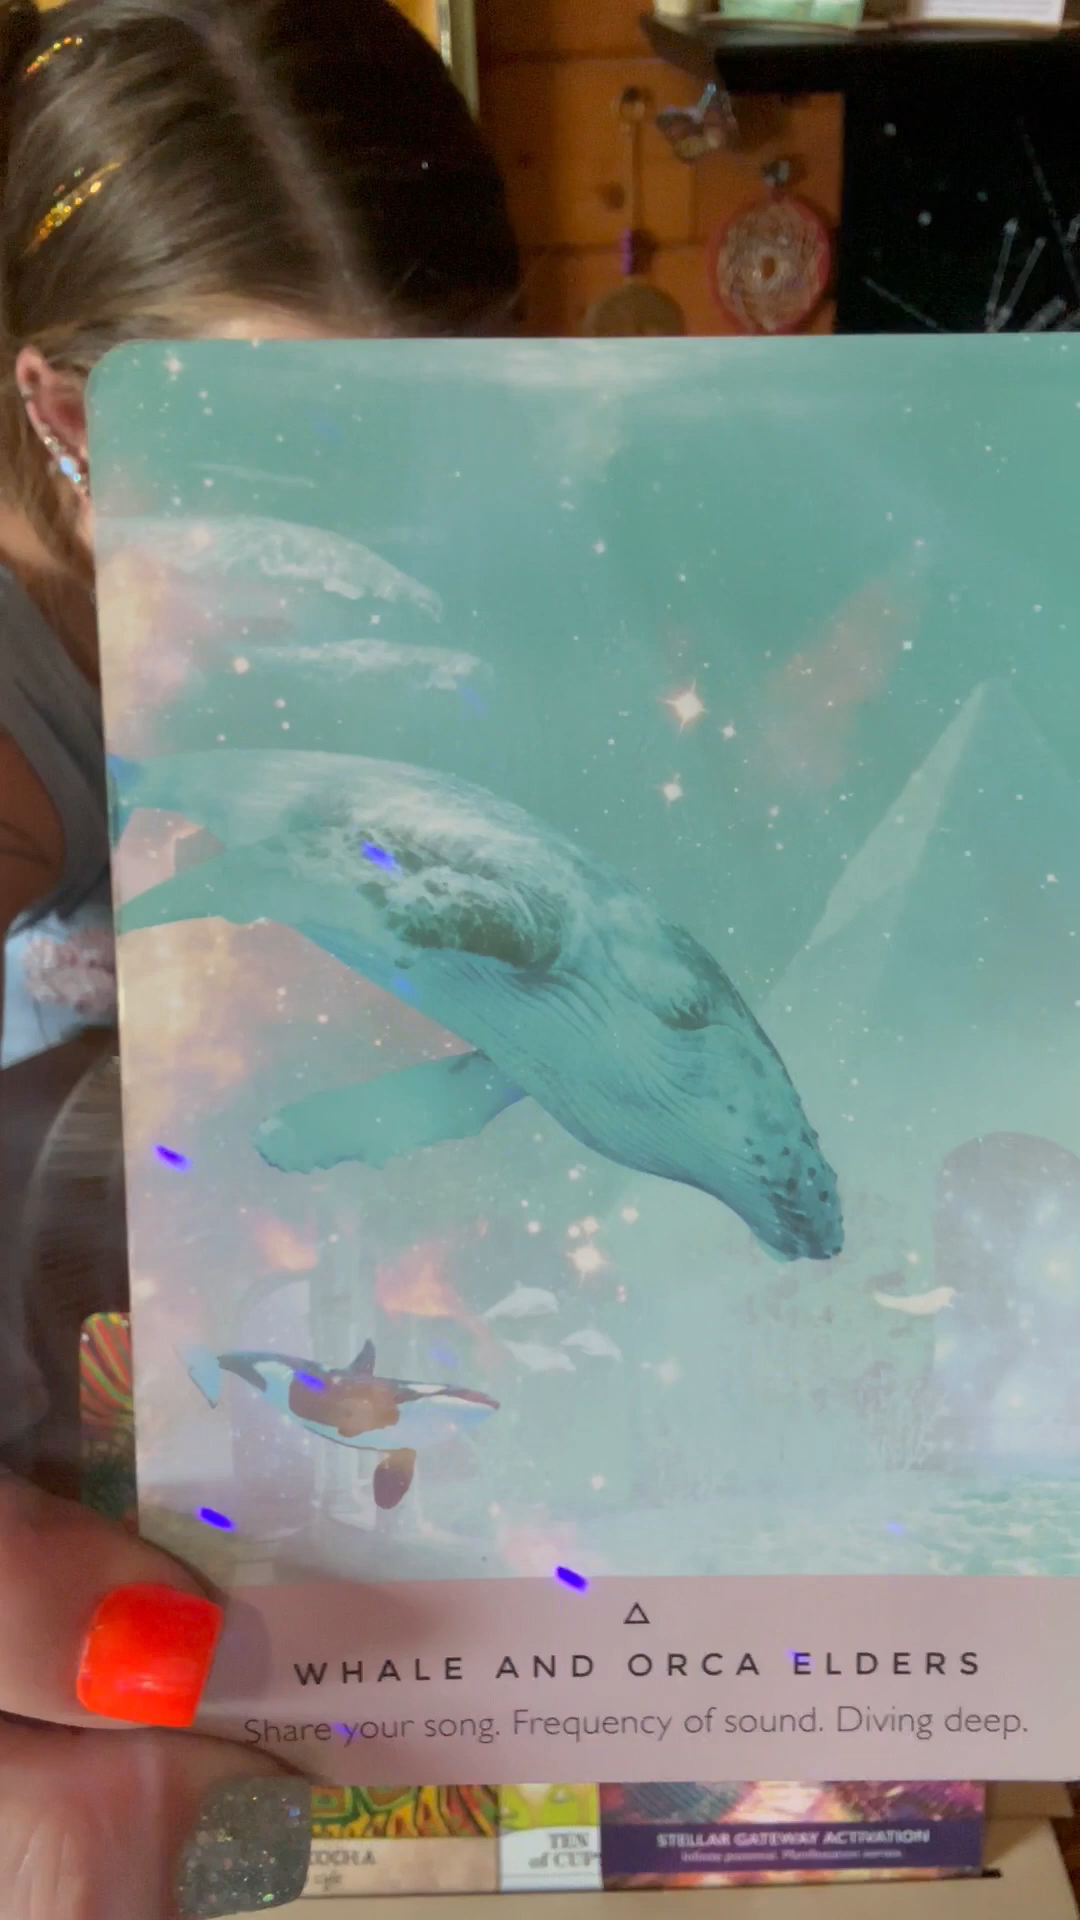 WHALE AND ORCA ELDERS
Share your song. Frequency of sound. Diving deep.
TEN
of CUPS
STELLAR GATEWAY ACTIVATION